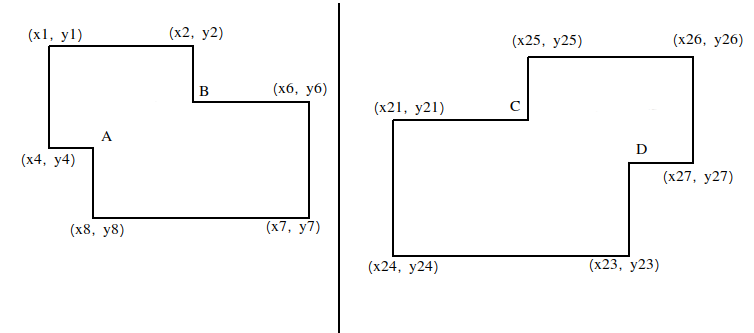 (x1, y1)
(x2, y2)
B
(x6, y6)
A
(x4, y4)
(x8, y8)
(x7, y7)
(x25, y25)
(x26, y26)
(x21, y21)
C
D
(x27, y27)
(x24, y24)
(x23, y23)